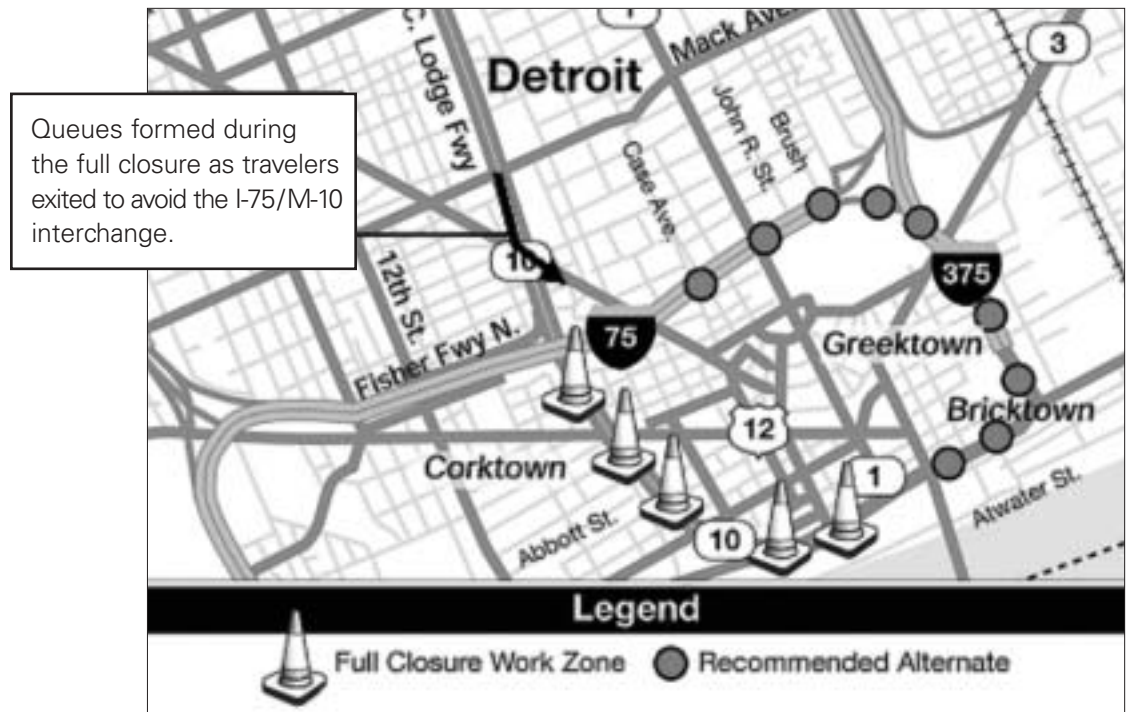 Queues formed during
the full closure as travelers
exited to avoid the I-75/M-10
interchange.
C. Lodge Fwy
Detroit
Mack Ave.
1
3
John R. St.
Brush
Case Ave.
10
12th St.
Fisher Fwy N.
75
375
Greektown
Bricktown
12
Corktown
1
Abbott St.
10
Atwater St.
Legend
Full Closure Work Zone
Recommended Alternate